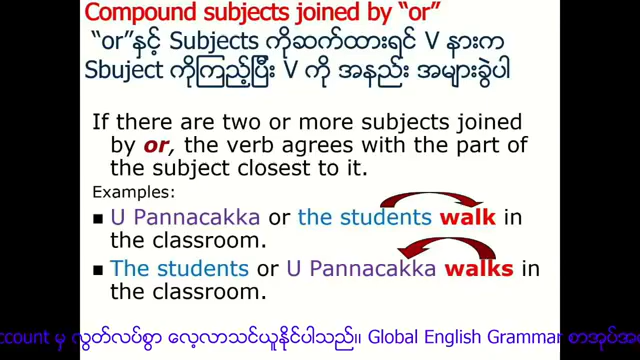 Compound subjects joined by “or”
“or”နှင့် Subjects ကိုဆက်ထားရင် V နားက
Sbuject ကိုကြည့်ပြီး V ကို အနည်း အများခွဲပါ
If there are two or more subjects joined
by or, the verb agrees with the part of
the subject closest to it.
Examples:
■ U Pannacakka or the students walk in
the classroom.
■ The students or U Pannacakka walks in
the classroom.
ccount မှ လွတ်လပ်စွာ လေ့လာသင်ယူနိုင်ပါသည်။ Global English Grammar စာအုပ်အ